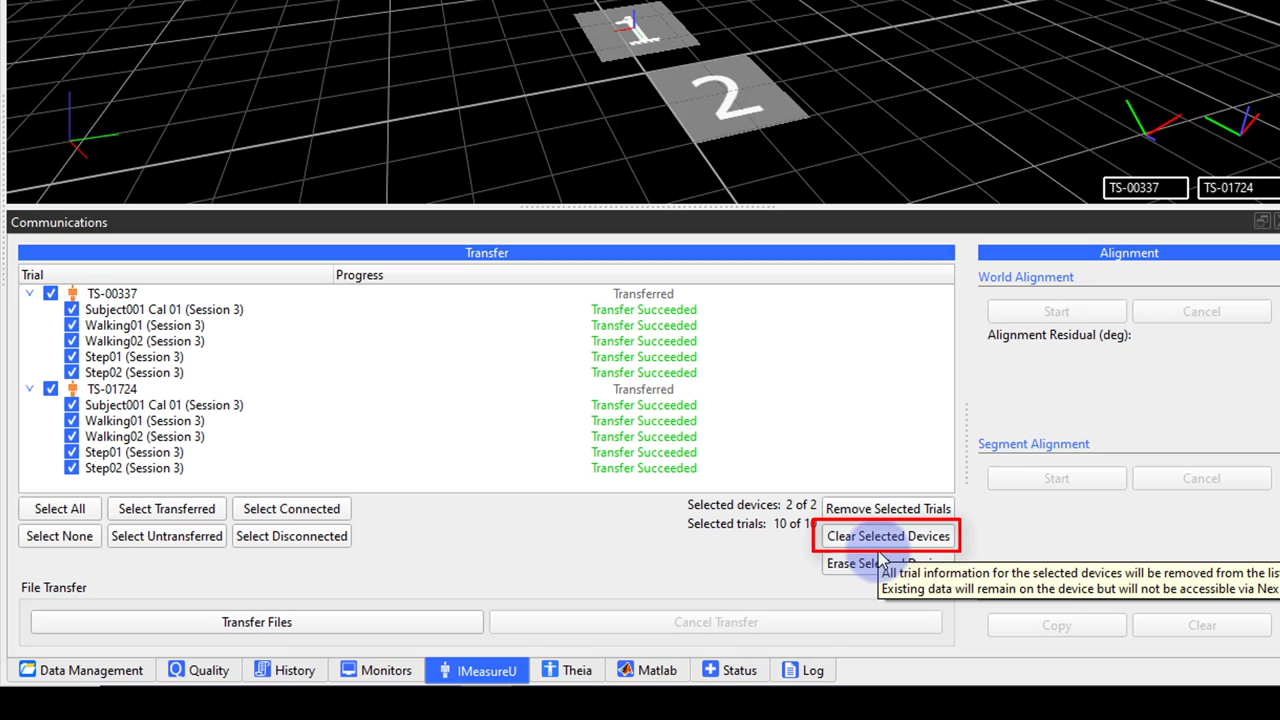 1
2
TS-00337
TS-01724
Communications
Transfer
Alignment
Trial
Progress
World Alignment
TS-00337
Transferred
Subject001 Cal 01 (Session 3)
Transfer Succeeded
Start
Cancel
Walking01 (Session 3)
Transfer Succeeded
Alignment Residual (deg):
Walking02 (Session 3)
Transfer Succeeded
Step01 (Session 3)
Transfer Succeeded
Step02 (Session 3)
Transfer Succeeded
TS-01724
Transferred
Subject001 Cal 01 (Session 3)
Transfer Succeeded
Walking01 (Session 3)
Transfer Succeeded
Walking02 (Session 3)
Transfer Succeeded
Segment Alignment
Step01 (Session 3)
Transfer Succeeded
Step02 (Session 3)
Transfer Succeeded
Start
Cancel
Select All
Select Transferred
Select Connected
Selected devices: 2 of 2
Remove Selected Trials
Selected trials: 10 of 10
Select None
Select Untransferred
Select Disconnected
Clear Selected Devices
Erase
All trial information for the selected devices will be removed from the
Existing data will remain on the device but will not be accessible via
File Transfer
Transfer Files
Cancel Transfer
Copy
Clear
Data Management
Quality
History
Monitors
IMeasureU
Theia
Matlab
Status
Log